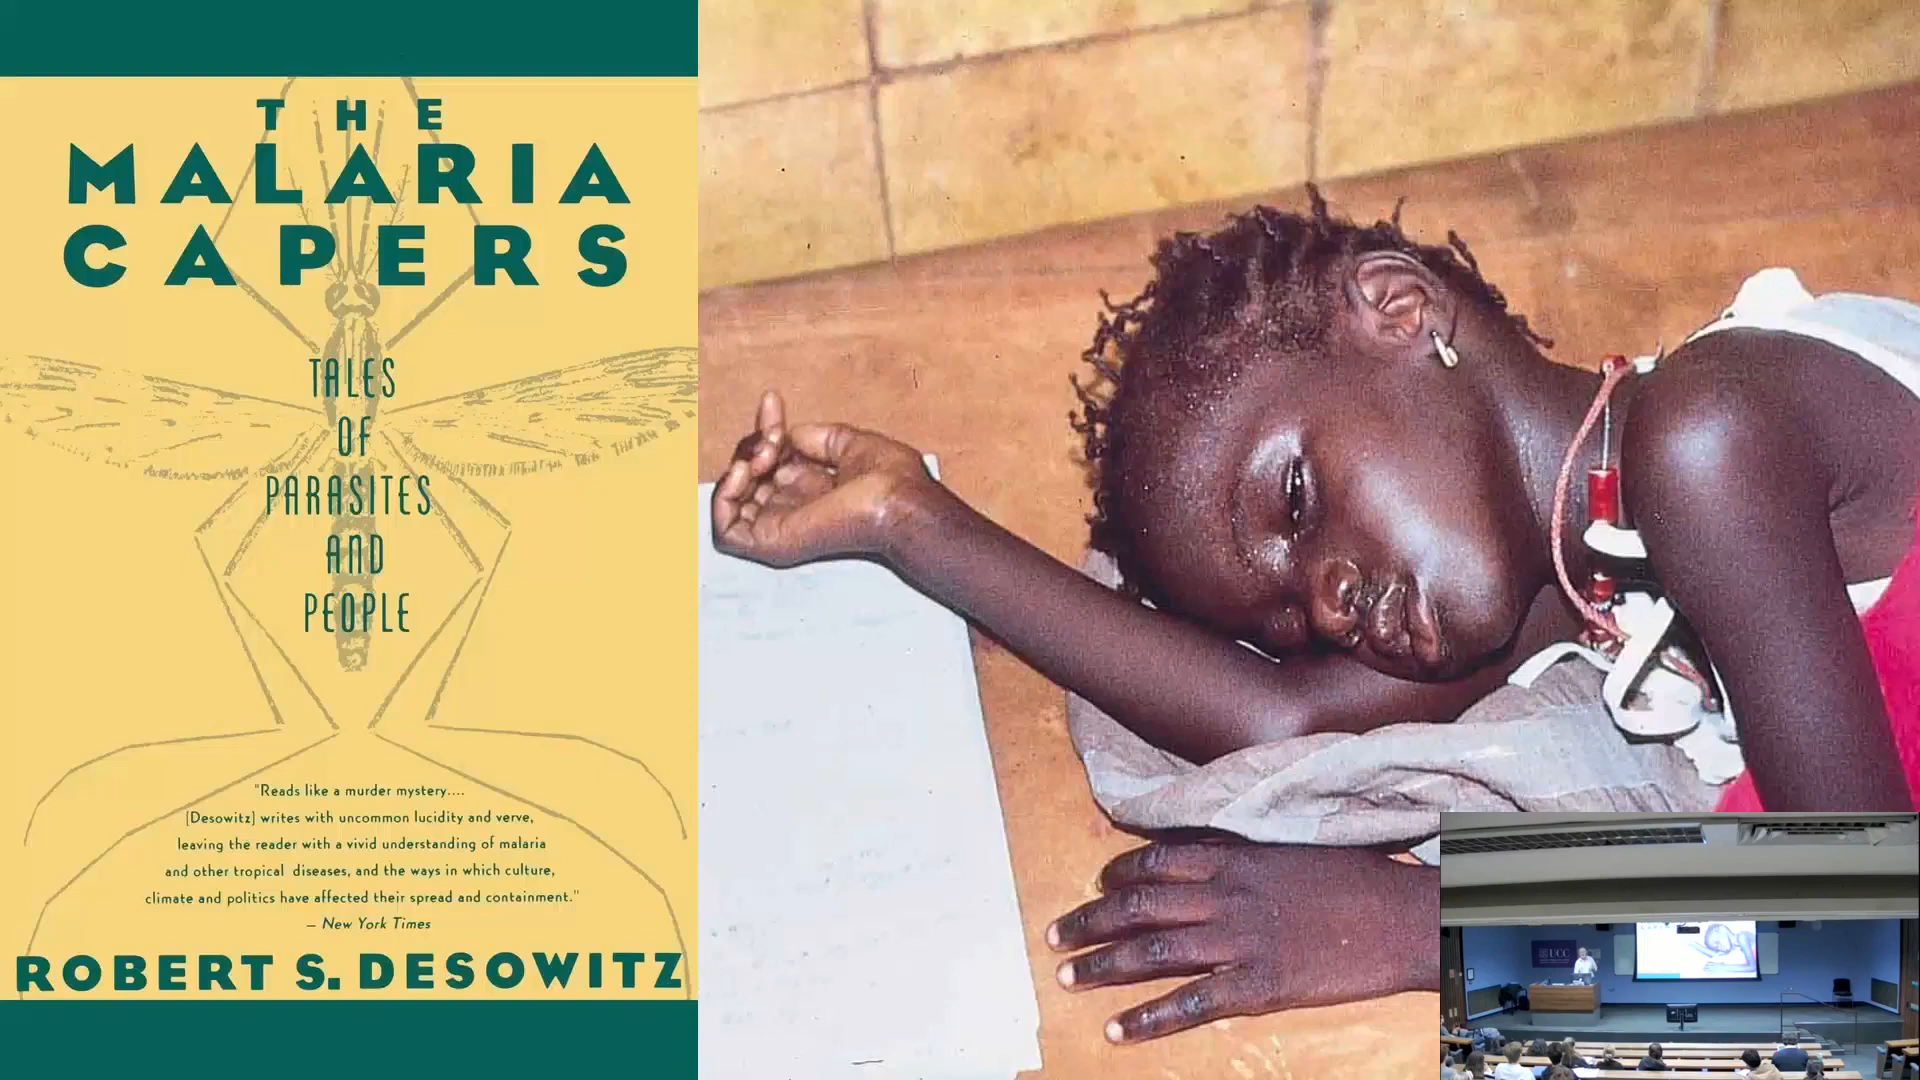 THE
MALARIA
CAPERS
TALES
OF
PARASITES
AND
PEOPLE
"Reads like a murder mystery....
[Desowitz] writes with uncommon lucidity and verve,
leaving the reader with a vivid understanding of malaria
and other tropical diseases, and the ways in which culture,
climate and politics have affected their spread and containment."
– New York Times
ROBERT S. DESOWITZ
UCC